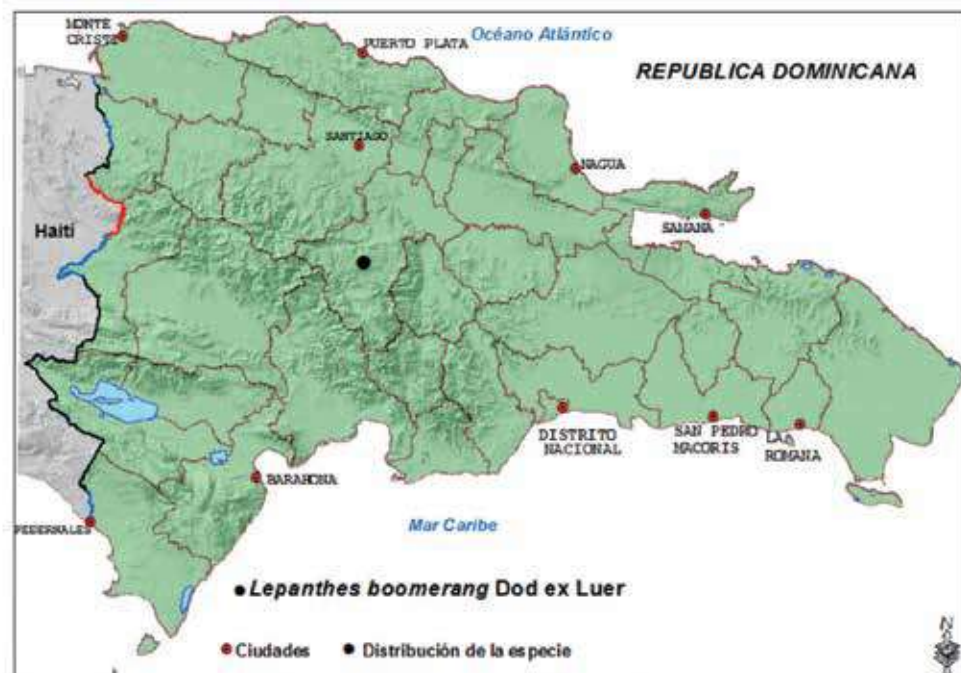 MONTE
CRISTI
PUERTO PLATA
Océano Atlántico
REPUBLICA DOMINICANA
SANTIAGO
NAGUA
SAMANA
Haití
DISTRITO
NACIONAL
SAN PEDRO
MACORIS
LA
ROMANA
BARAHONA
PEDERNALES
Mar Caribe
Lepanthes boomerang Dod ex Luer
Ciudades
Distribución de la especie
N